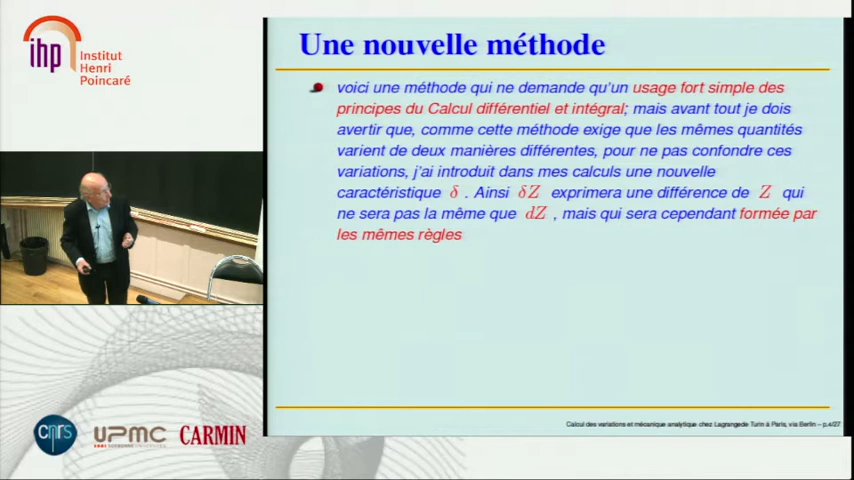 ihp
Institut
Henri
Poincaré
Une nouvelle méthode
voici une méthode qui ne demande qu'un usage fort simple des
principes du Calcul différentiel et intégral; mais avant tout je dois
avertir que, comme cette méthode exige que les mêmes quantités
varient de deux manières différentes, pour ne pas confondre ces
variations, j'ai introduit dans mes calculs une nouvelle
caractéristique δ . Ainsi δZ exprimera une différence de Z qui
ne sera pas la même que dZ , mais qui sera cependant formée par
les mêmes règles
Calcul des variations et mécanique analytique chez Lagrangede Turin à Paris, via Berlin – p.4/27
cnrs
UPMC
CARMIN